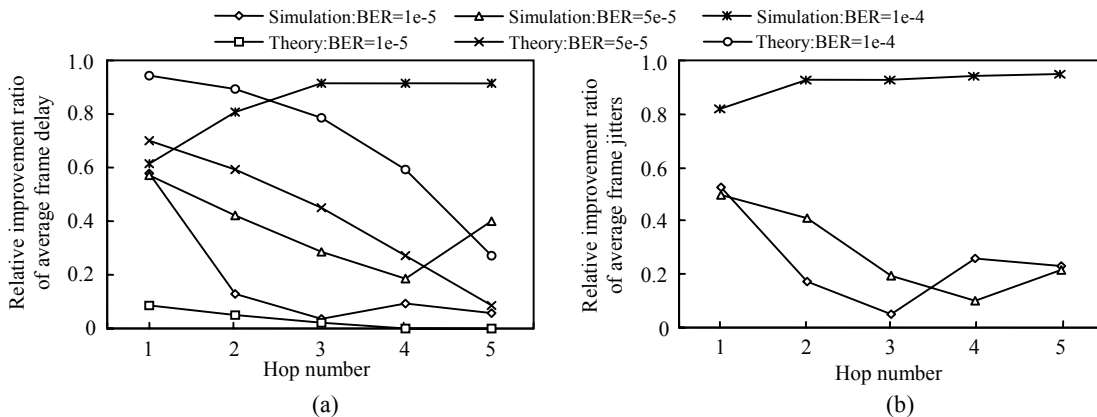 Simulation:BER=1e-5 Simulation:BER=5e-5 Simulation:BER=1e-4
Theory:BER=1e-5 Theory:BER=5e-5 Theory:BER=1e-4
Relative improvement ratio
of average frame delay
1.0
0.8
0.6
0.4
0.2
0
1 2 3 4 5
Hop number
(a)
Relative improvement ratio
of average frame jitters
1.0
0.8
0.6
0.4
0.2
0
1 2 3 4 5
Hop number
(b)